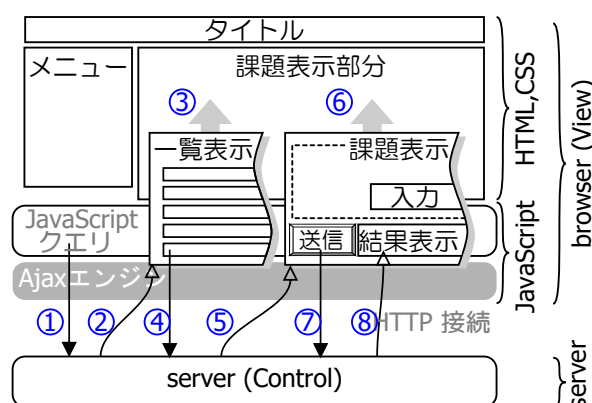 タイトル
メニュー
課題表示部分
③
⑥
一覧表示
課題表示
入力
JavaScript
クエリ
送信
結果表示
Ajaxエンジン
①
②
④
⑤
⑦
⑧
HTTP 接続
server (Control)
HTML,CSS
JavaScript
browser (View)
server